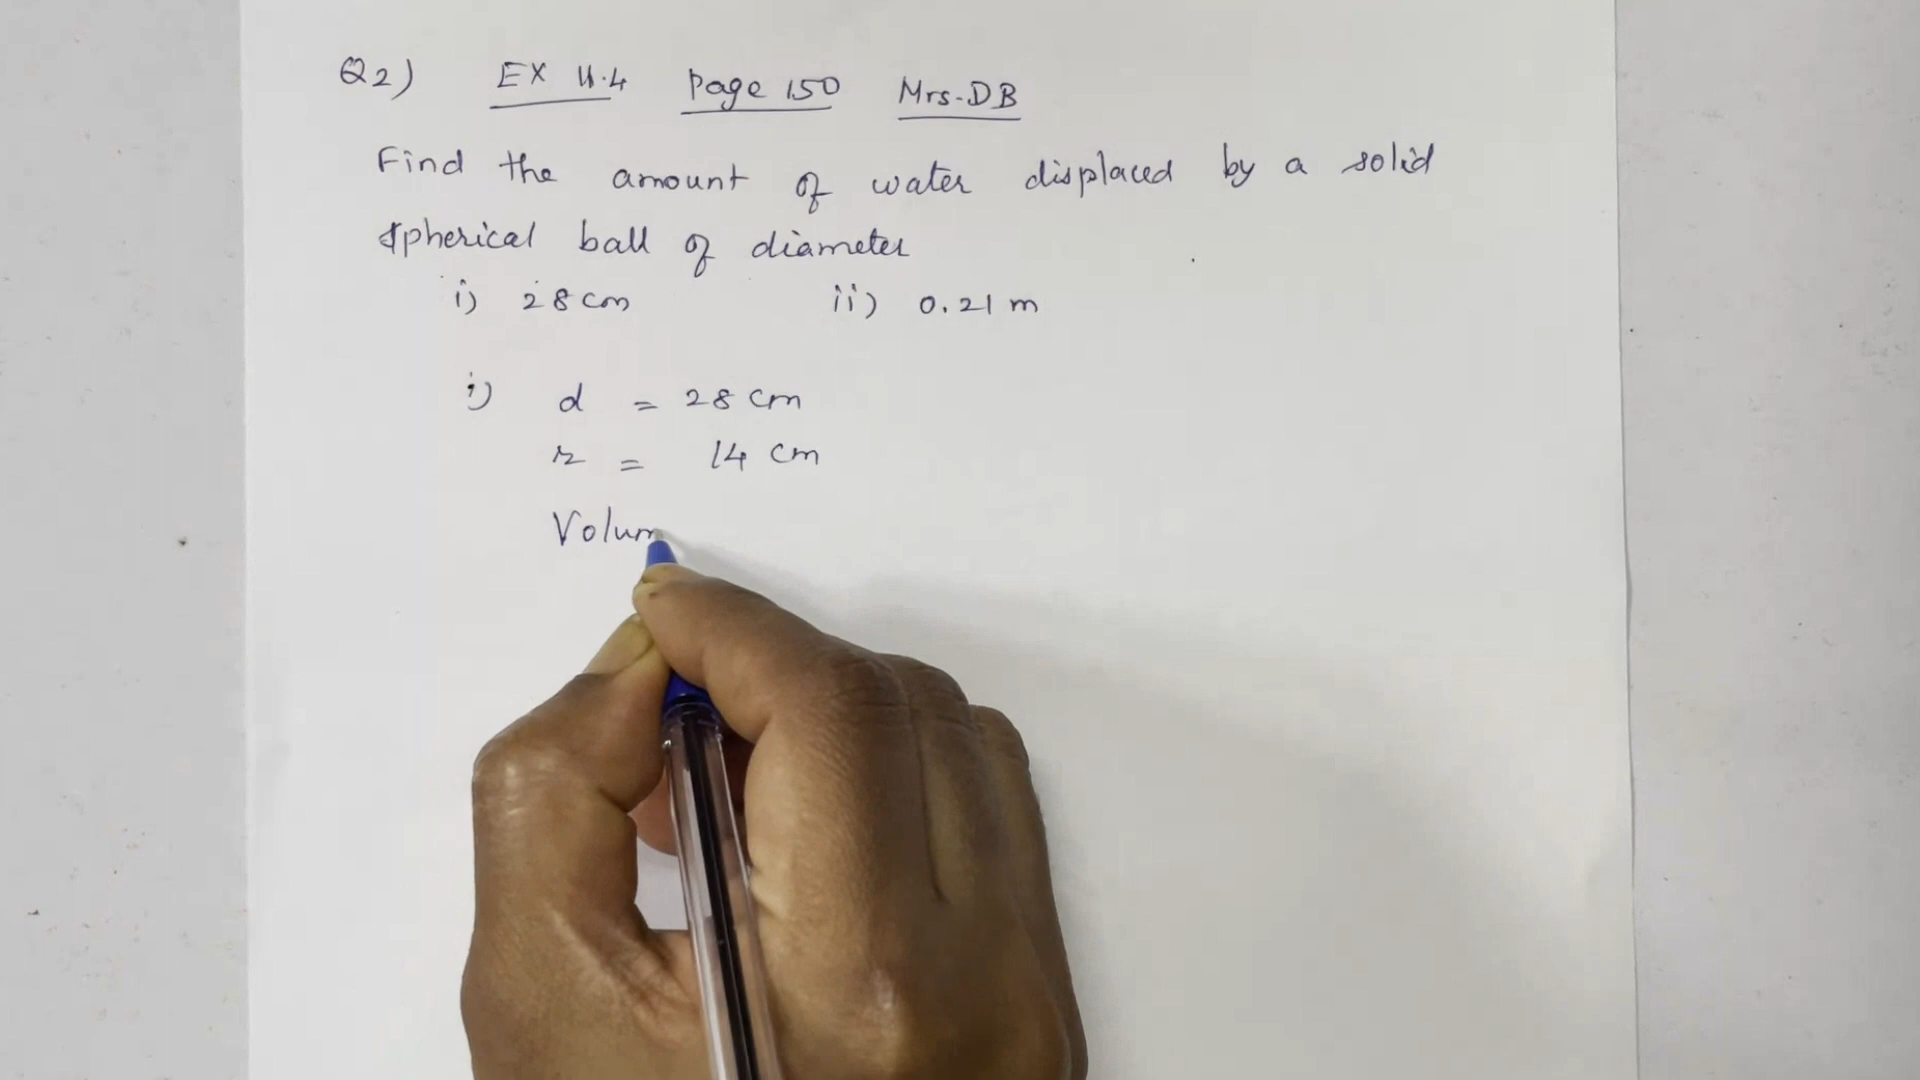 Q2) EX 11.4 Page 150 Mrs.DB
Find the amount of water displaced by a solid
spherical ball of diameter
i) 28 cm ii) 0.21 m
i) d = 28 cm
r = 14 cm
Volum